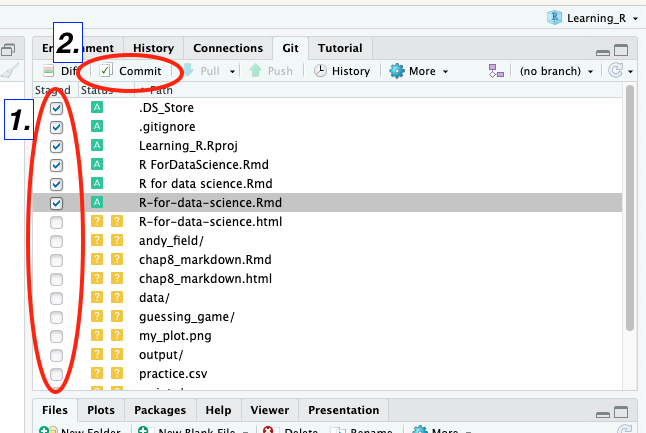 Learning_R
2.
Environment History Connections Git Tutorial
Diff Commit Pull Push History More (no branch)
Staged Status Path
1.
A .DS_Store
A .gitignore
A Learning_R.Rproj
A R ForDataScience.Rmd
A R for data science.Rmd
A R-for-data-science.Rmd
? ? R-for-data-science.html
? ? andy_field/
? ? chap8_markdown.Rmd
? ? chap8_markdown.html
? ? data/
? ? guessing_game/
? ? my_plot.png
? ? output/
? ? practice.csv
Files Plots Packages Help Viewer Presentation
New Folder New Blank File Delete Rename More